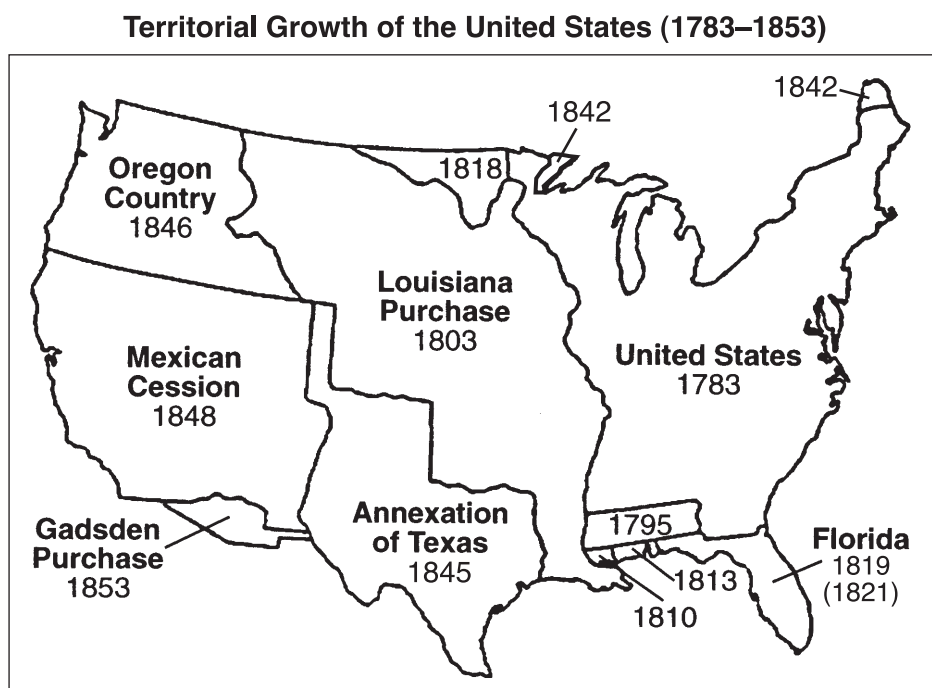 Territorial Growth of the United States (1783–1853)
1842
1842
1818
Oregon
Country
1846
Louisiana
Purchase
1803
United States
1783
Mexican
Cession
1848
Annexation
of Texas
1845
1795
Gadsden
Purchase
1853
Florida
1819
(1821)
1813
1810